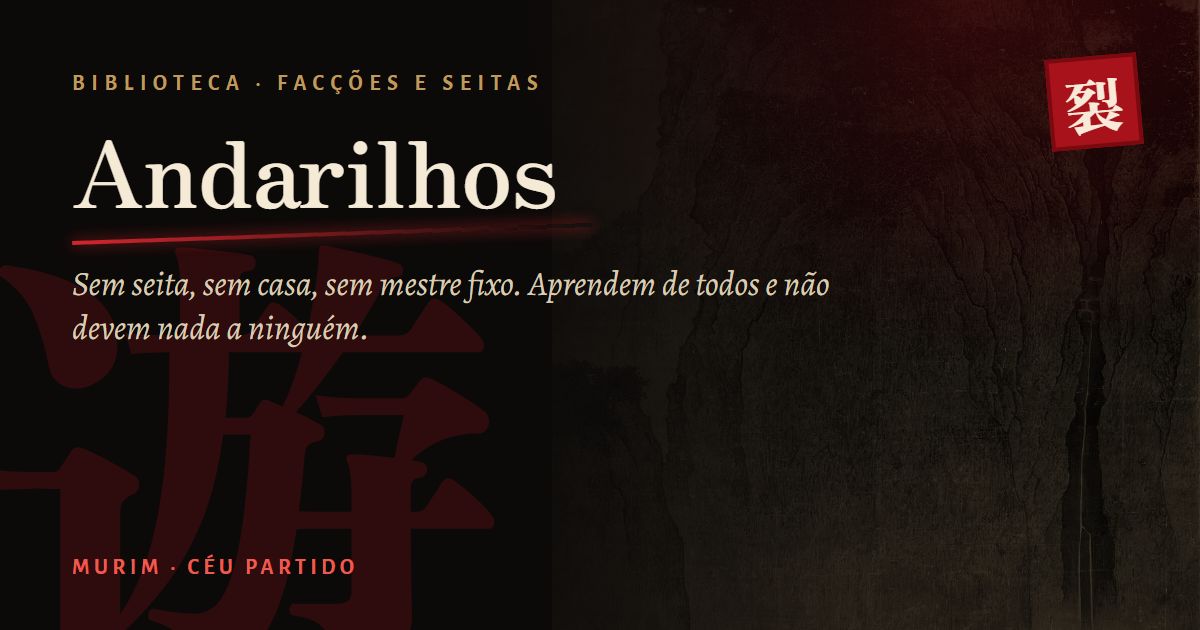 BIBLIOTECA · FACÇÕES E SEITAS
裂
Andarilhos
Sem seita, sem casa, sem mestre fixo. Aprendem de todos e não
devem nada a ninguém.
游
MURIM · CÉU PARTIDO